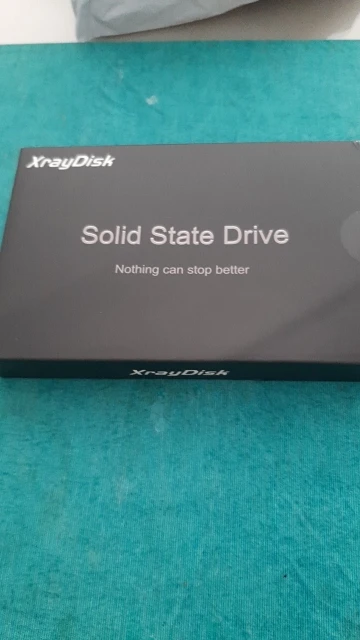 XrayDisk
Solid State Drive
Nothing can stop better
XrayDisk